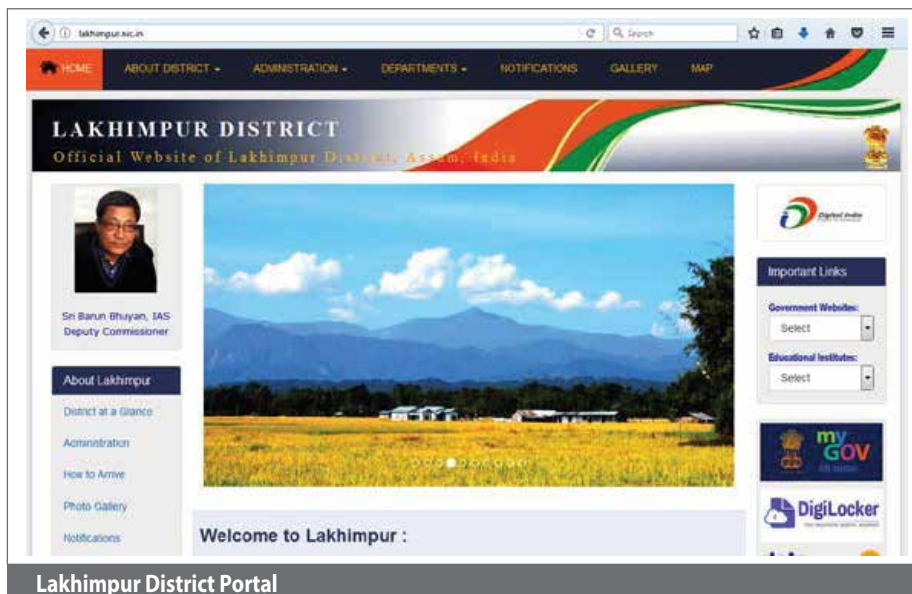 lakhimpur.nic.in
Search
HOME
ABOUT DISTRICT
ADMINISTRATION
DEPARTMENTS
NOTIFICATIONS
GALLERY
MAP
LAKHIMPUR DISTRICT
Official Website of Lakhimpur District, Assam, India
Sri Barun Bhuyan, IAS
Deputy Commissioner
About Lakhimpur
District at a Glance
Administration
How to Arrive
Photo Gallery
Notifications
Welcome to Lakhimpur :
Digital India
Important Links
Government Websites:
Select
Educational Institutes:
Select
my
GOV
DigiLocker
Lakhimpur District Portal